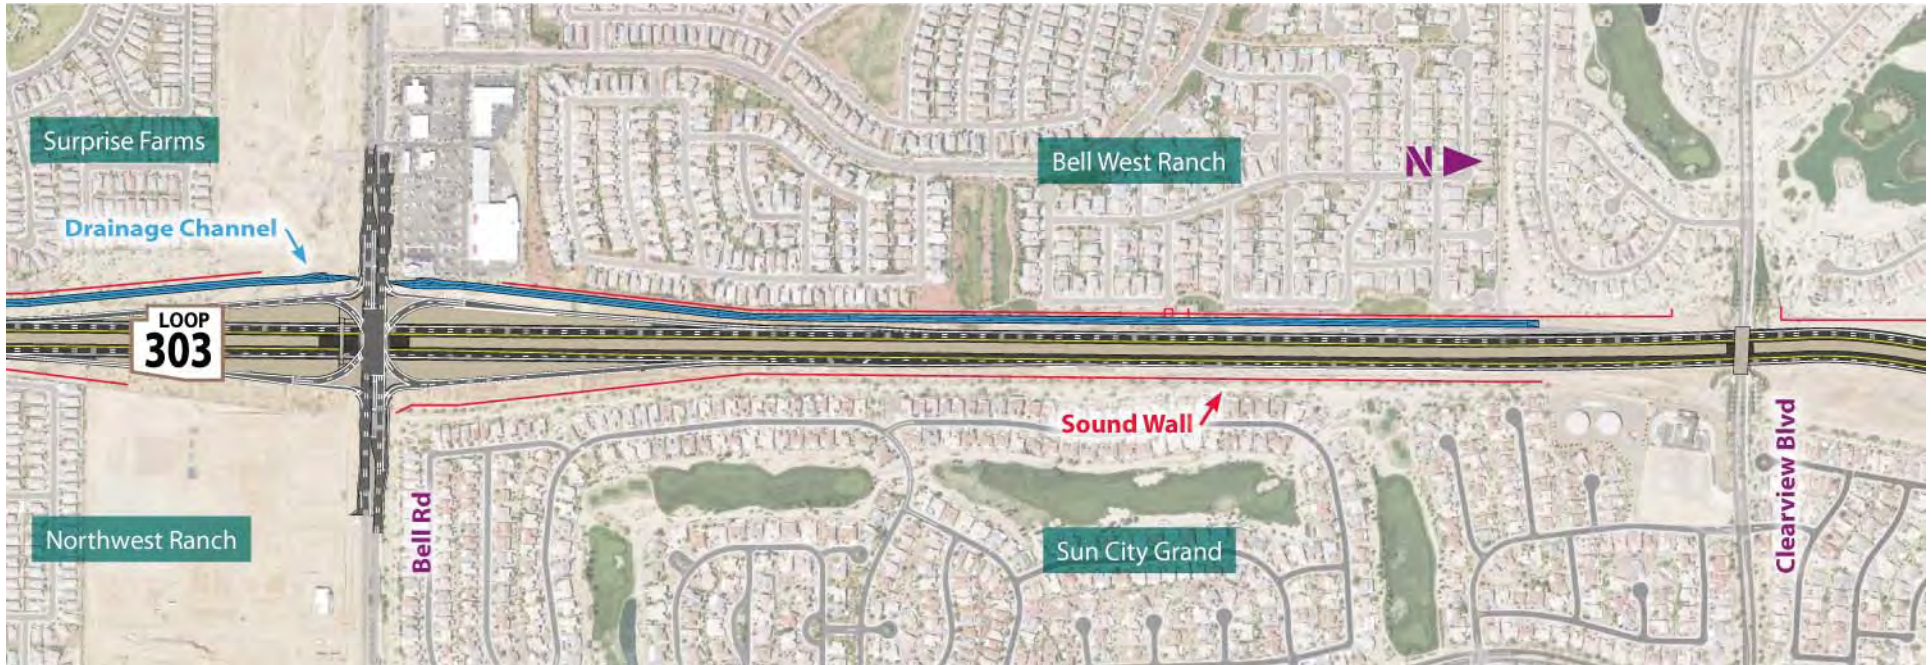 Surprise Farms
Bell West Ranch
N
Drainage Channel
LOOP
303
Sound Wall
Bell Rd
Clearview Blvd
Northwest Ranch
Sun City Grand